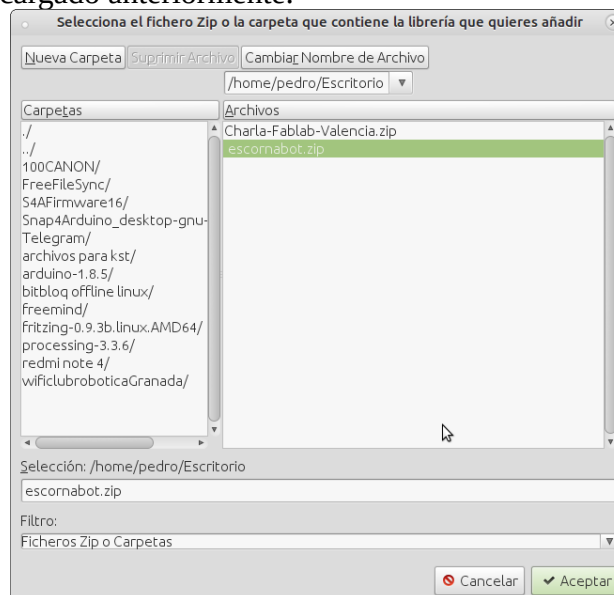 cargado anteriormente.
Selecciona el fichero Zip o la carpeta que contiene la librería que quieres añadir
Nueva Carpeta Suprimir Archivo Cambiar Nombre de Archivo
/home/pedro/Escritorio
Carpetas
./
../
100CANON/
FreeFileSync/
S4AFirmware16/
Snap4Arduino_desktop-gnu-
Telegram/
archivos para kst/
arduino-1.8.5/
bitbloq offline linux/
freemind/
fritzing-0.9.3b.linux.AMD64/
processing-3.3.6/
redmi note 4/
wificlubroboticaGranada/
Archivos
Charla-Fablab-Valencia.zip
escornabot.zip
Selección: /home/pedro/Escritorio
escornabot.zip
Filtro:
Ficheros Zip o Carpetas
Cancelar Aceptar